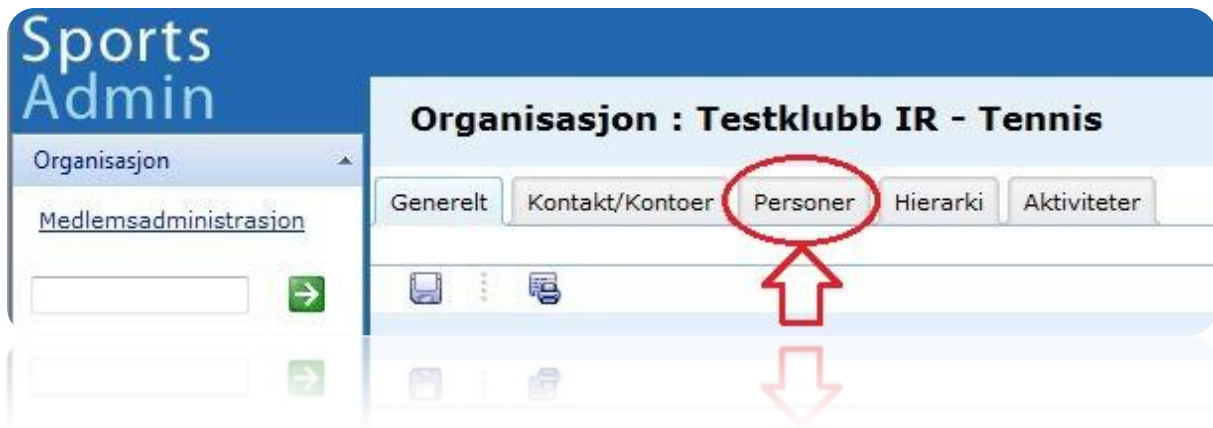 Sports
Admin
Organisasjon
Medlemsadministrasjon
Organisasjon : Testklubb IR - Tennis
Generelt
Kontakt/Kontoer
Personer
Hierarki
Aktiviteter